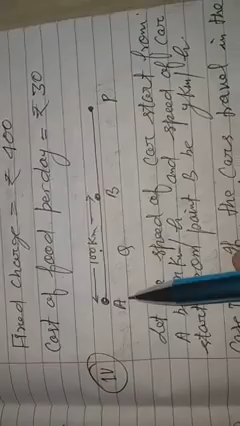 Fixed charge = ₹ 400
Cost of food per day = ₹ 30
(iv)
← 100 km →
A Q B P
Let speed of car start from
A be x km/h and speed of car
start from point B be y km/h
the cars travel in the